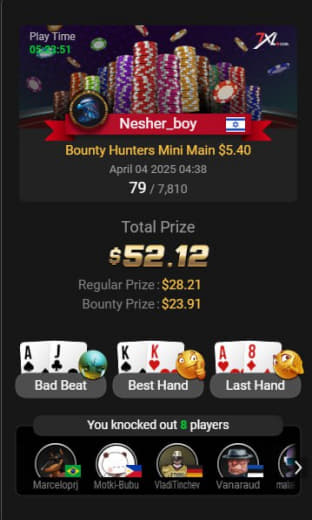 Play Time
05:23:51
7XL
Nesher_boy
Bounty Hunters Mini Main $5.40
April 04 2025 04:38
79 / 7,810
Total Prize
$52.12
Regular Prize : $28.21
Bounty Prize : $23.91
A J K K A 8
Bad Beat Best Hand Last Hand
You knocked out 8 players
Marceloprj Motki-Bubu VladiTinchev Vanaraud